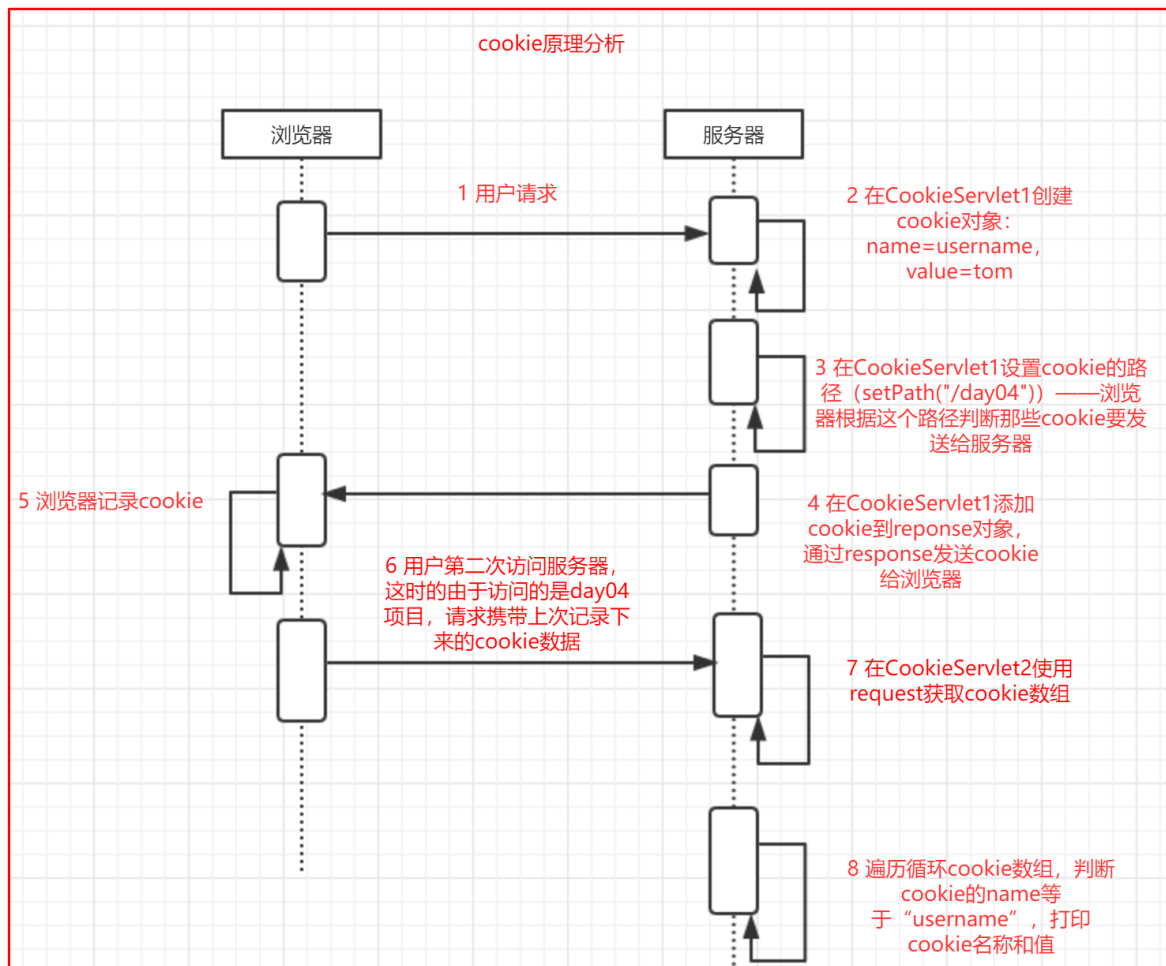 cookie原理分析
浏览器
服务器
1 用户请求
2 在CookieServlet1创建
cookie对象：
name=username，
value=tom
3 在CookieServlet1设置cookie的路
径（setPath("/day04")）——浏览
器根据这个路径判断那些cookie要发
送给服务器
4 在CookieServlet1添加
cookie到reponse对象，
通过response发送cookie
给浏览器
5 浏览器记录cookie
6 用户第二次访问服务器，
这时的由于访问的是day04
项目，请求携带上次记录下
来的cookie数据
7 在CookieServlet2使用
request获取cookie数组
8 遍历循环cookie数组，判断
cookie的name等
于“username”，打印
cookie名称和值